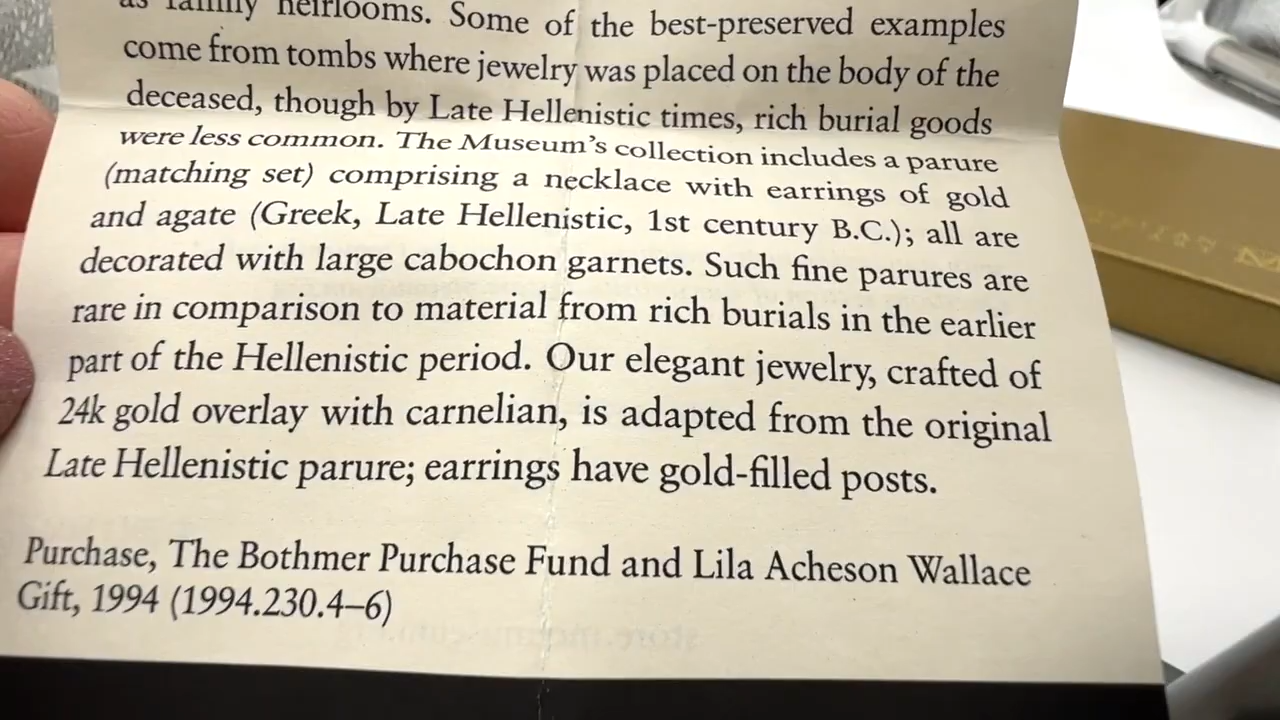 as family heirlooms. Some of the best-preserved examples
come from tombs where jewelry was placed on the body of the
deceased, though by Late Hellenistic times, rich burial goods
were less common. The Museum's collection includes a parure
(matching set) comprising a necklace with earrings of gold
and agate (Greek, Late Hellenistic, 1st century B.C.); all are
decorated with large cabochon garnets. Such fine parures are
rare in comparison to material from rich burials in the earlier
part of the Hellenistic period. Our elegant jewelry, crafted of
24k gold overlay with carnelian, is adapted from the original
Late Hellenistic parure; earrings have gold-filled posts.
Purchase, The Bothmer Purchase Fund and Lila Acheson Wallace
Gift, 1994 (1994.230.4–6)